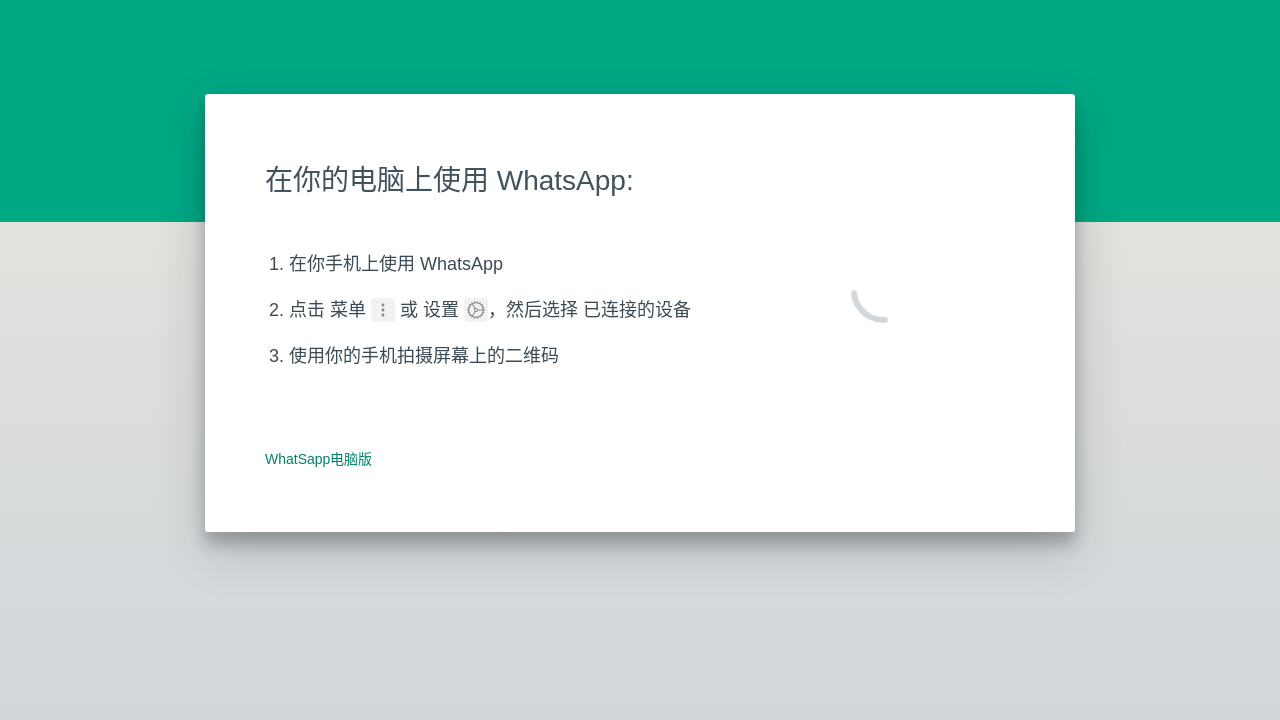 在你的电脑上使用 WhatsApp:
1. 在你手机上使用 WhatsApp
2. 点击 菜单 或 设置 ，然后选择 已连接的设备
3. 使用你的手机拍摄屏幕上的二维码
WhatSapp电脑版